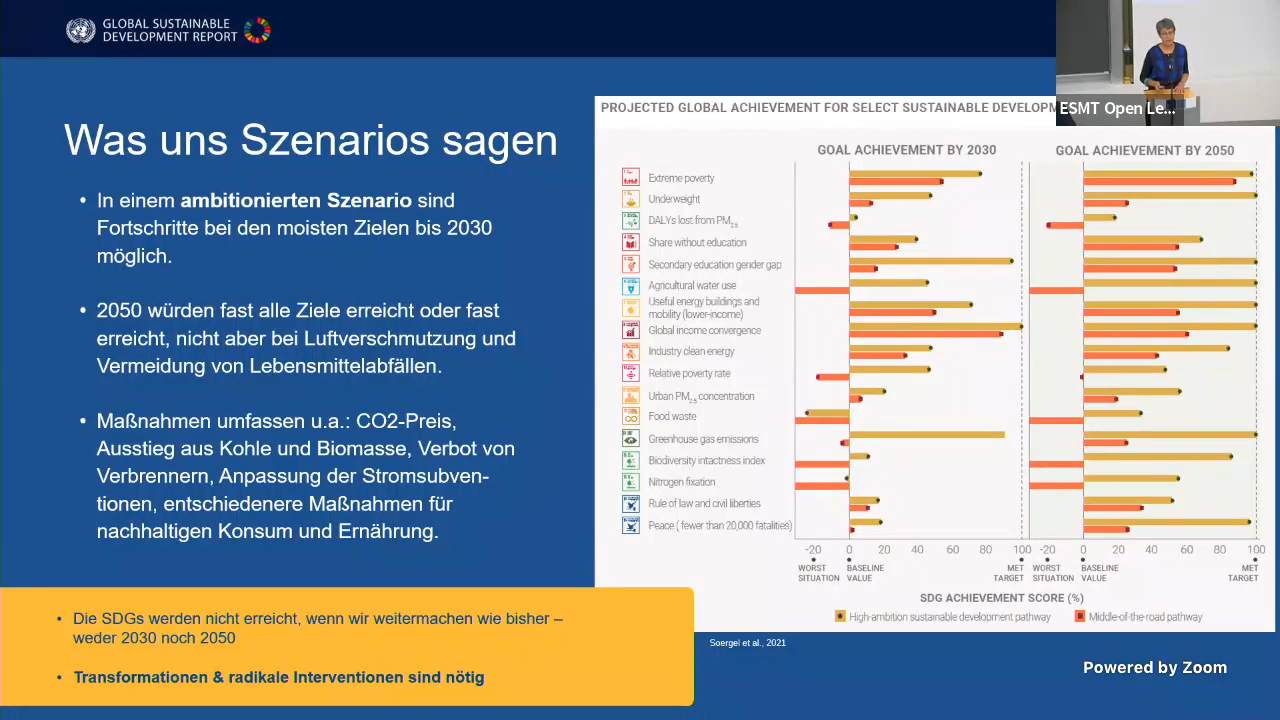 GLOBAL SUSTAINABLE
DEVELOPMENT REPORT
ESMT Open Le...
Was uns Szenarios sagen
• In einem ambitionierten Szenario sind
Fortschritte bei den moisten Zielen bis 2030
möglich.
• 2050 würden fast alle Ziele erreicht oder fast
erreicht, nicht aber bei Luftverschmutzung und
Vermeidung von Lebensmittelabfällen.
• Maßnahmen umfassen u.a.: CO2-Preis,
Ausstieg aus Kohle und Biomasse, Verbot von
Verbrennern, Anpassung der Stromsubven-
tionen, entschiedenere Maßnahmen für
nachhaltigen Konsum und Ernährung.
• Die SDGs werden nicht erreicht, wenn wir weitermachen wie bisher –
weder 2030 noch 2050
• Transformationen & radikale Interventionen sind nötig
PROJECTED GLOBAL ACHIEVEMENT FOR SELECT SUSTAINABLE DEVELOPM
GOAL ACHIEVEMENT BY 2030 GOAL ACHIEVEMENT BY 2050
Extreme poverty
Underweight
DALYs lost from PM2.5
Share without education
Secondary education gender gap
Agricultural water use
Useful energy buildings and
mobility (lower-income)
Global income convergence
Industry clean energy
Relative poverty rate
Urban PM2.5 concentration
Food waste
Greenhouse gas emissions
Biodiversity intactness index
Nitrogen fixation
Rule of law and civil liberties
Peace ( fewer than 20,000 fatalities)
-20 0 20 40 60 80 100 -20 0 20 40 60 80 100
WORST BASELINE MET WORST BASELINE MET
SITUATION VALUE TARGET SITUATION VALUE TARGET
SDG ACHIEVEMENT SCORE (%)
High-ambition sustainable development pathway Middle-of-the-road pathway
Soergel et al., 2021
Powered by Zoom